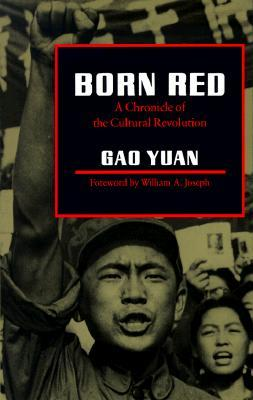 BORN RED
A Chronicle of
the Cultural Revolution
GAO YUAN
Foreword by William A. Joseph